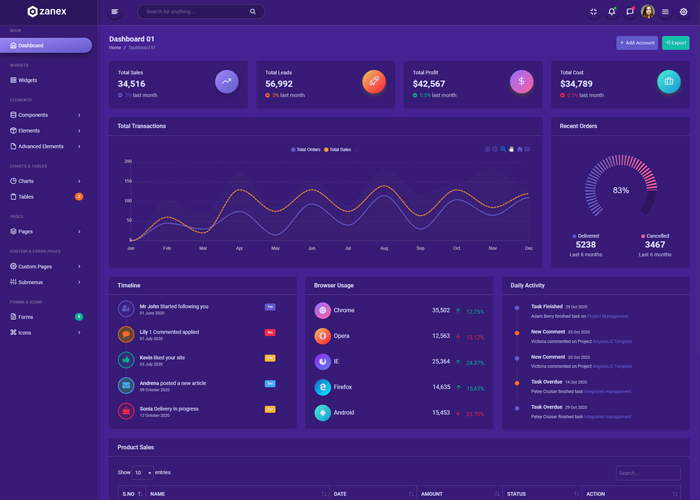 zanex
Search for anything...
MAIN
Dashboard
WIDGETS
Widgets
ELEMENTS
Components
Elements
Advanced Elements
CHARTS & TABLES
Charts
Tables
PAGES
Pages
CUSTOM & ERROR PAGES
Custom Pages
Submenus
FORMS & ICONS
Forms
Icons
Dashboard 01
Home / Dashboard 01
+ Add Account
Export
Total Sales
34,516
3% last month
Total Leads
56,992
3% last month
Total Profit
$42,567
0.5% last month
Total Cost
$34,789
0.2% last month
Total Transactions
Total Orders Total Sales
200
150
100
50
0
Jan Feb Mar Apr May Jun Jul Aug Sep Oct Nov Dec
Recent Orders
83%
Delivered
5238
Last 6 months
Cancelled
3467
Last 6 months
Timeline
Mr John Started following you
01 June 2020
Lily 1 Commented applied
01 July 2020
Kevin liked your site
05 July 2020
Andrena posted a new article
09 October 2020
Sonia Delivery in progress
12 October 2020
Browser Usage
Chrome 35,502 12.75%
Opera 12,563 15.12%
IE 25,364 24.37%
Firefox 14,635 15,63%
Android 15,453 23.70%
Daily Activity
Task Finished 29 Oct 2020
Adam Berry finished task on Project Management
New Comment 25 Oct 2020
Victoria commented on Project AngularJS Template
New Comment 25 Oct 2020
Victoria commented on Project AngularJS Template
Task Overdue 14 Oct 2020
Petey Cruiser finished task Integrated management
Task Overdue 29 Oct 2020
Petey Cruiser finished task Integrated management
Product Sales
Show 10 entries
Search...
S.NO NAME DATE AMOUNT STATUS ACTION